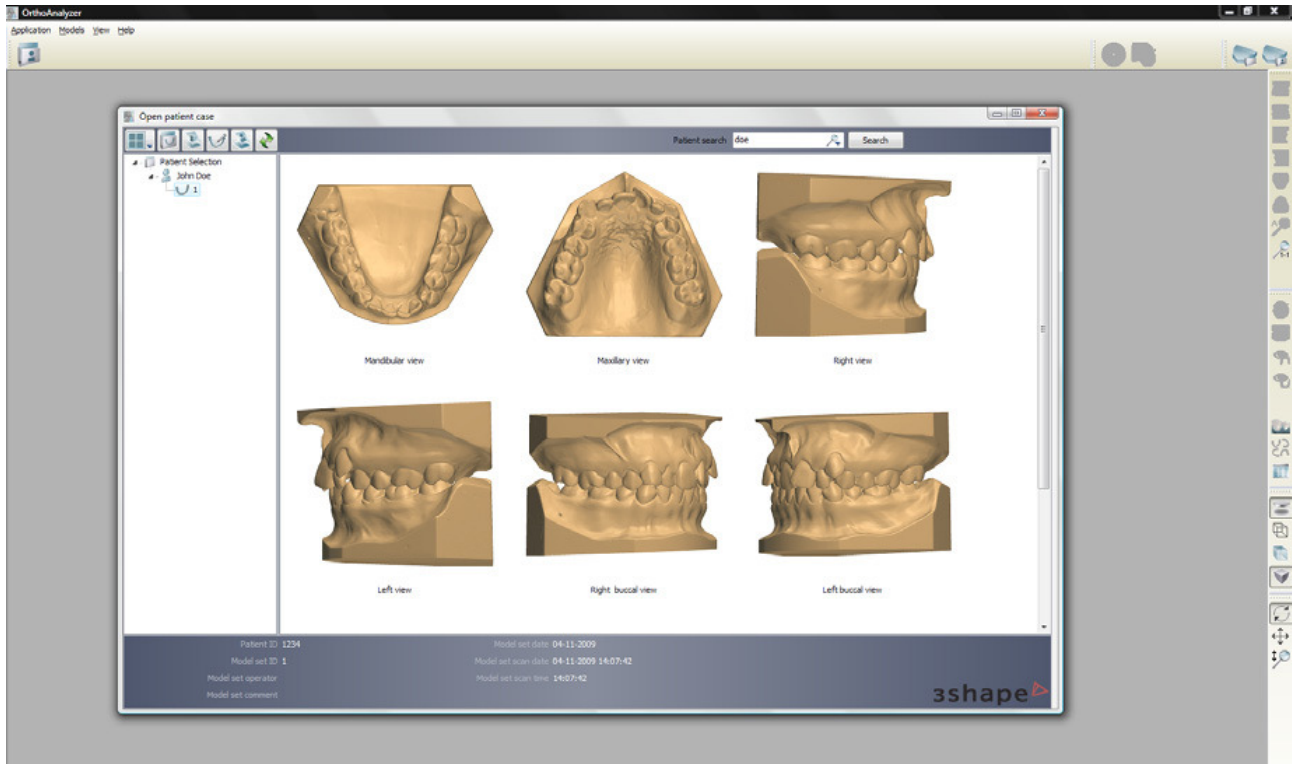 OrthoAnalyzer
Application Models View Help
Open patient case
Patient search doe Search
Patient Selection
John Doe
1
Mandibular view Maxillary view Right view
Left view Right buccal view Left buccal view
Patient ID 1234 Model set date 04-11-2009
Model set ID 1 Model set scan date 04-11-2009 14:07:42
Model set operator Model set scan time 14:07:42
Model set comment
3shape